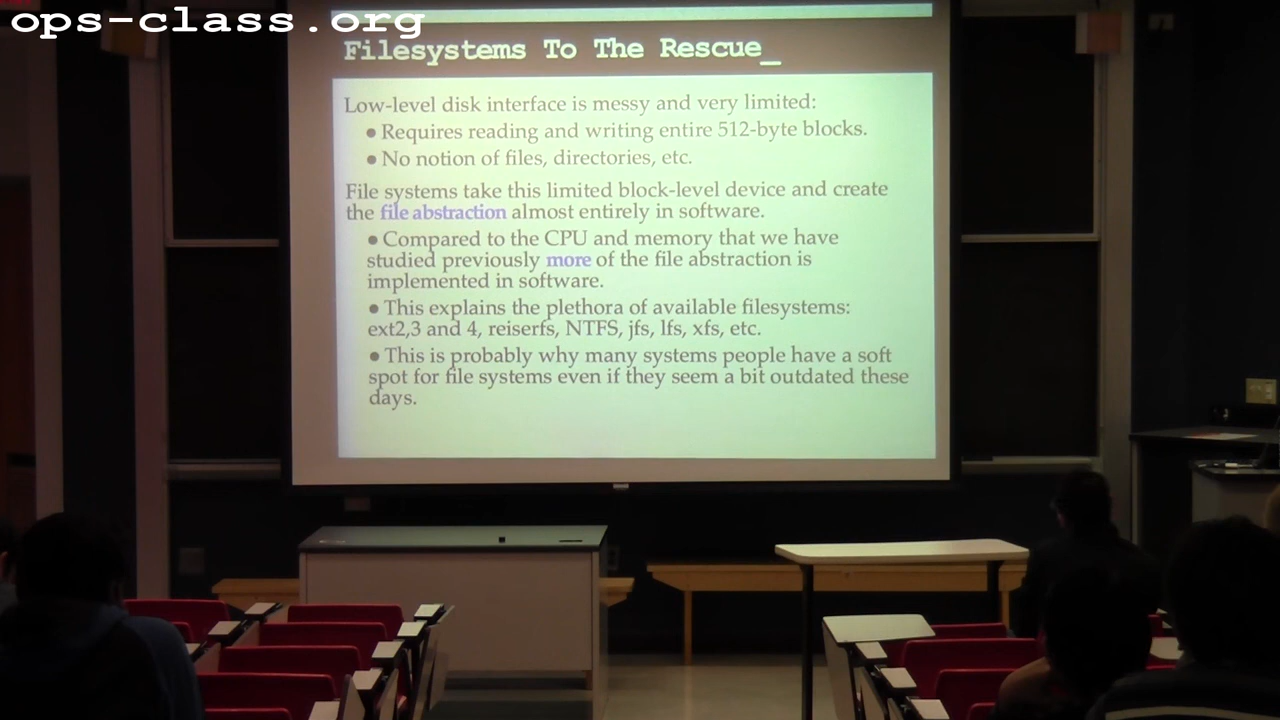 ops-class.org
Filesystems To The Rescue_
Low-level disk interface is messy and very limited:
● Requires reading and writing entire 512-byte blocks.
● No notion of files, directories, etc.
File systems take this limited block-level device and create
the file abstraction almost entirely in software.
● Compared to the CPU and memory that we have
studied previously more of the file abstraction is
implemented in software.
● This explains the plethora of available filesystems:
ext2,3 and 4, reiserfs, NTFS, jfs, lfs, xfs, etc.
● This is probably why many systems people have a soft
spot for file systems even if they seem a bit outdated these
days.